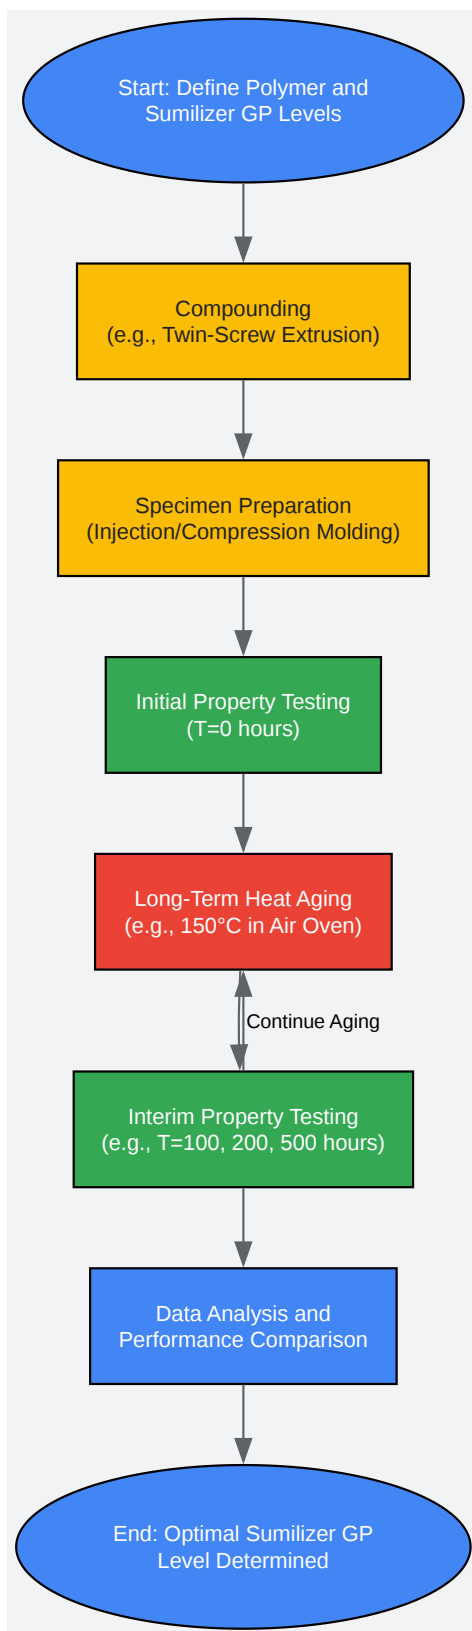 Start: Define Polymer and
Sumilizer GP Levels
Compounding
(e.g., Twin-Screw Extrusion)
Specimen Preparation
(Injection/Compression Molding)
Initial Property Testing
(T=0 hours)
Long-Term Heat Aging
(e.g., 150°C in Air Oven)
Continue Aging
Interim Property Testing
(e.g., T=100, 200, 500 hours)
Data Analysis and
Performance Comparison
End: Optimal Sumilizer GP
Level Determined